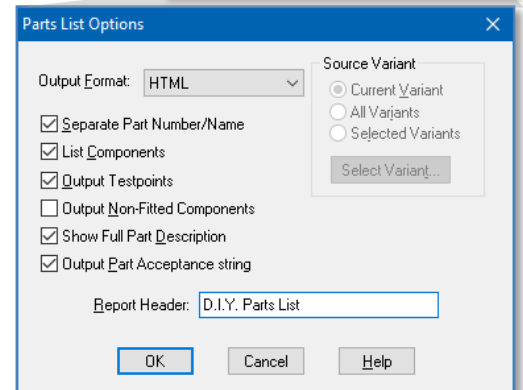 Parts List Options
Output Format: HTML
Separate Part Number/Name
List Components
Output Testpoints
Output Non-Fitted Components
Show Full Part Description
Output Part Acceptance string
Source Variant
Current Variant
All Variants
Selected Variants
Select Variant...
Report Header: D.I.Y. Parts List
OK Cancel Help